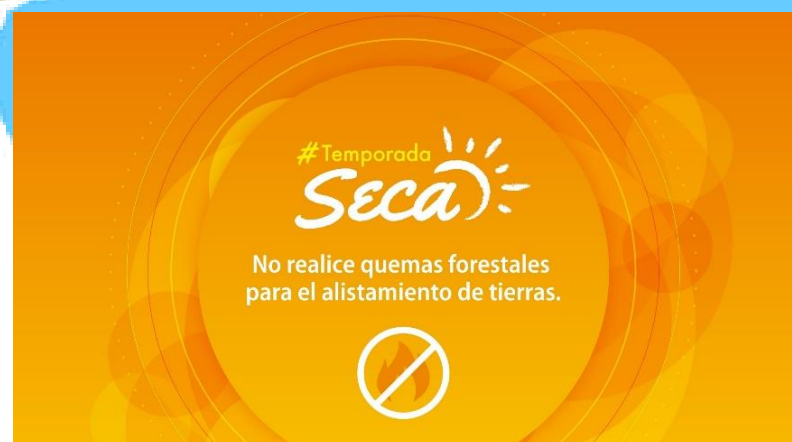 #Temporada
Seca
No realice quemas forestales
para el alistamiento de tierras.